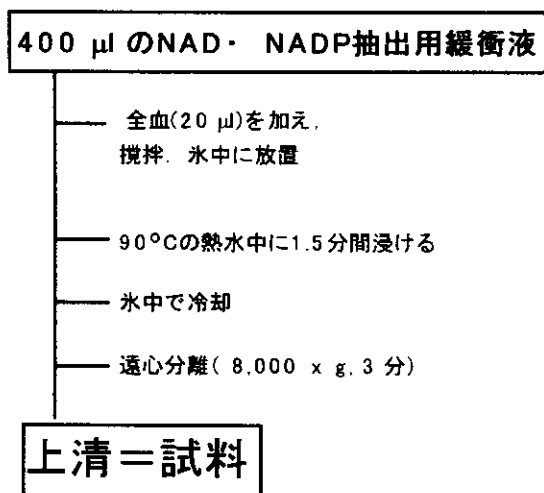 400 µl のNAD・ NADP抽出用緩衝液
全血(20 µl)を加え,
撹拌. 氷中に放置
90°Cの熱水中に1.5分間浸ける
氷中で冷却
遠心分離( 8,000 x g, 3 分)
上清＝試料